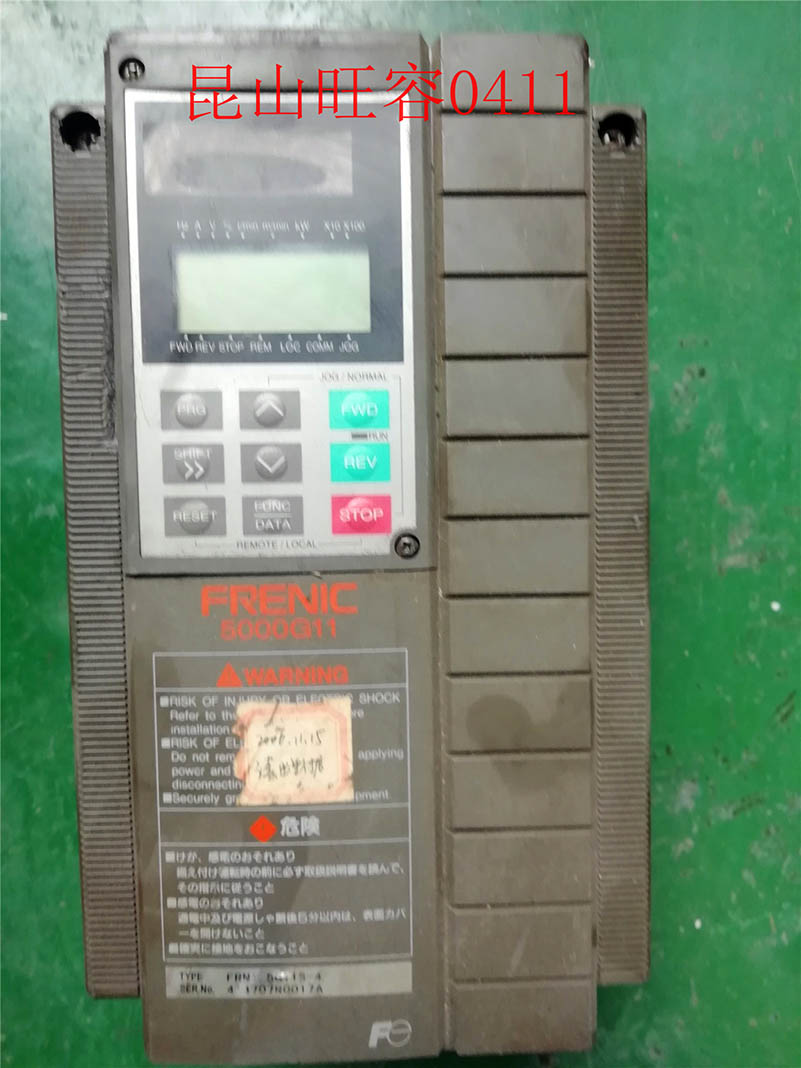 昆山旺容0411
Hz A V % r/min m/min kW X10 X100
FWD REV STOP REM LOC COMM JOG
JOG / NORMAL
PRG
FWD
RUN
SHIFT
REV
RESET
FUNC
DATA
STOP
REMOTE / LOCAL
FRENIC
5000G11
WARNING
■RISK OF INJURY OR ELECTRIC SHOCK
Refer to the
installation
■RISK OF
Do not applying
power and
disconnecting
■Securely
2006.11.15
危険
■けが、感電のおそれあり
据え付け運転時の前に必ず取扱説明書を読んで、
その指示に従うこと
■感電のおそれあり
通電中及び電源しゃ断後5分以内は、表面カバ
ーを開けないこと
■確実に接地をおこなうこと
TYPE FRN
SER.No.